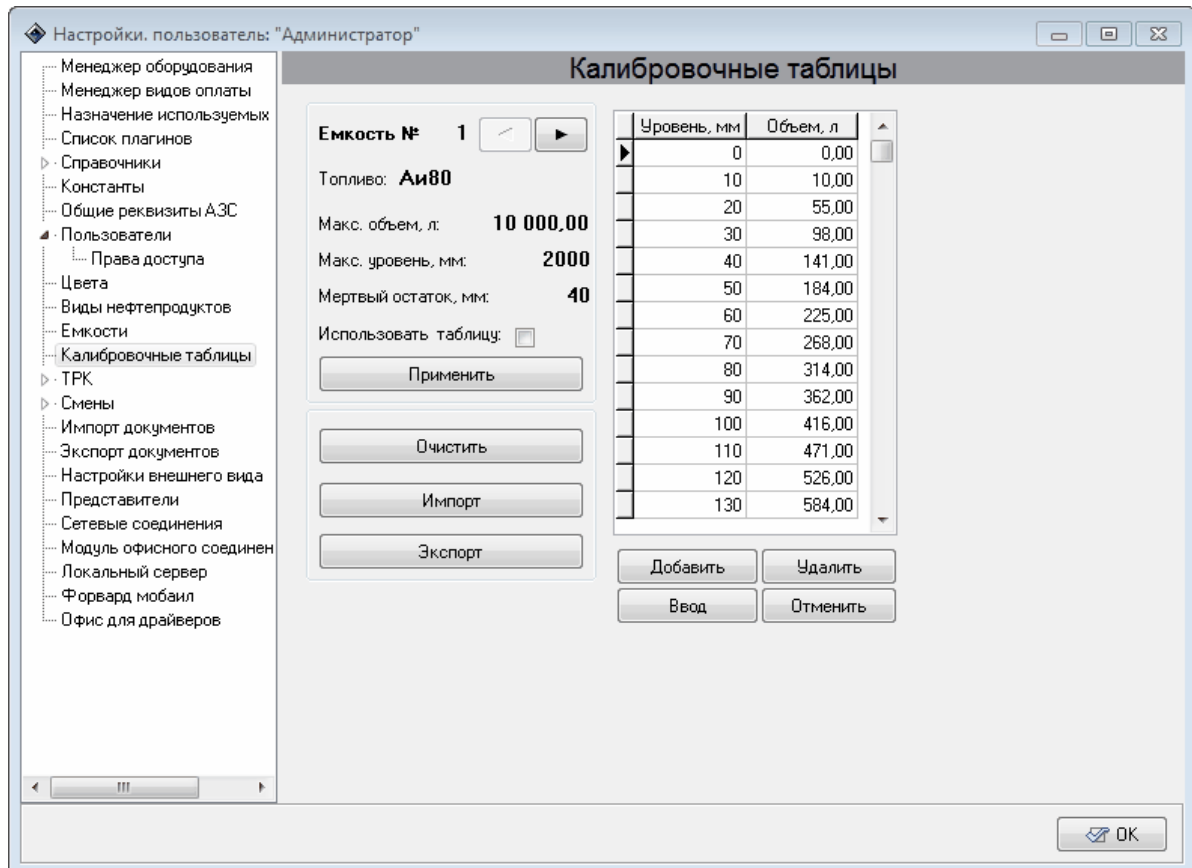 Настройки. пользователь: "Администратор"
Менеджер оборудования
Менеджер видов оплаты
Назначение используемых
Список плагинов
Справочники
Константы
Общие реквизиты АЗС
Пользователи
Права доступа
Цвета
Виды нефтепродуктов
Емкости
Калибровочные таблицы
ТРК
Смены
Импорт документов
Экспорт документов
Настройки внешнего вида
Представители
Сетевые соединения
Модуль офисного соединен
Локальный сервер
Форвард мобаил
Офис для драйверов
Калибровочные таблицы
Емкость № 1
Топливо: Аи80
Макс. объем, л: 10 000,00
Макс. уровень, мм: 2000
Мертвый остаток, мм: 40
Использовать таблицу:
Применить
Очистить
Импорт
Экспорт
Уровень, мм Объем, л
0 0,00
10 10,00
20 55,00
30 98,00
40 141,00
50 184,00
60 225,00
70 268,00
80 314,00
90 362,00
100 416,00
110 471,00
120 526,00
130 584,00
Добавить Удалить
Ввод Отменить
OK